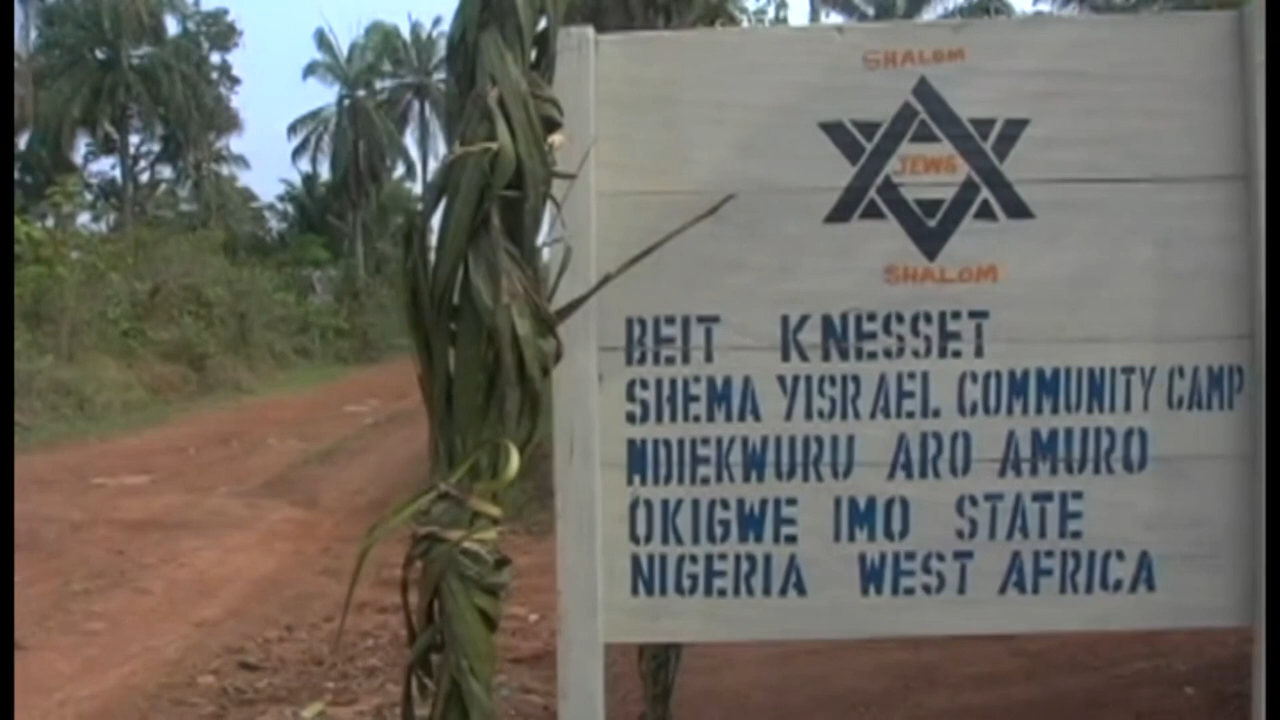 SHALOM
JEWS
SHALOM
BEIT KNESSET
SHEMA YISRAEL COMMUNITY CAMP
NDIEKWURU ARO AMURO
OKIGWE IMO STATE
NIGERIA WEST AFRICA